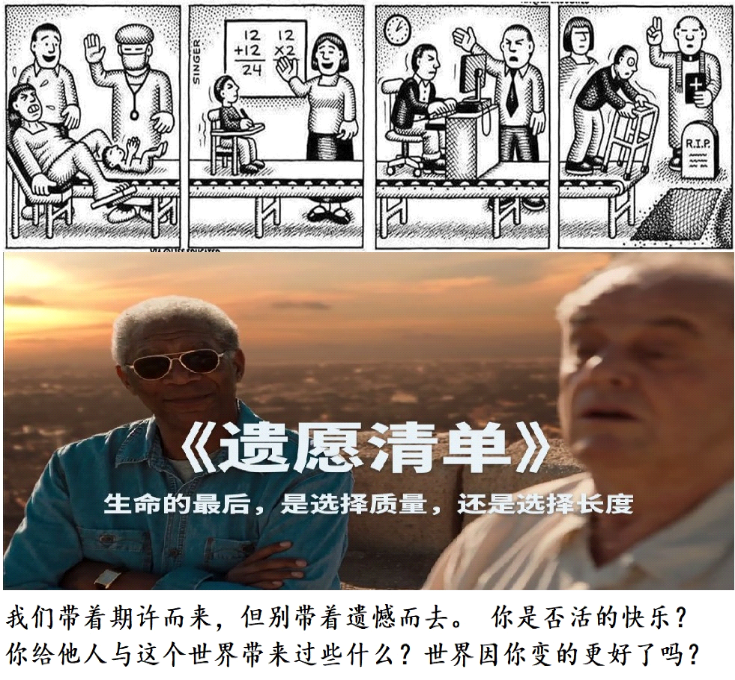 SINGER
12 12
+12 X2
24
R.I.P.
《遗愿清单》
生命的最后，是选择质量，还是选择长度
我们带着期许而来，但别带着遗憾而去。 你是否活的快乐？
你给他人与这个世界带来过些什么？世界因你变的更好了吗？